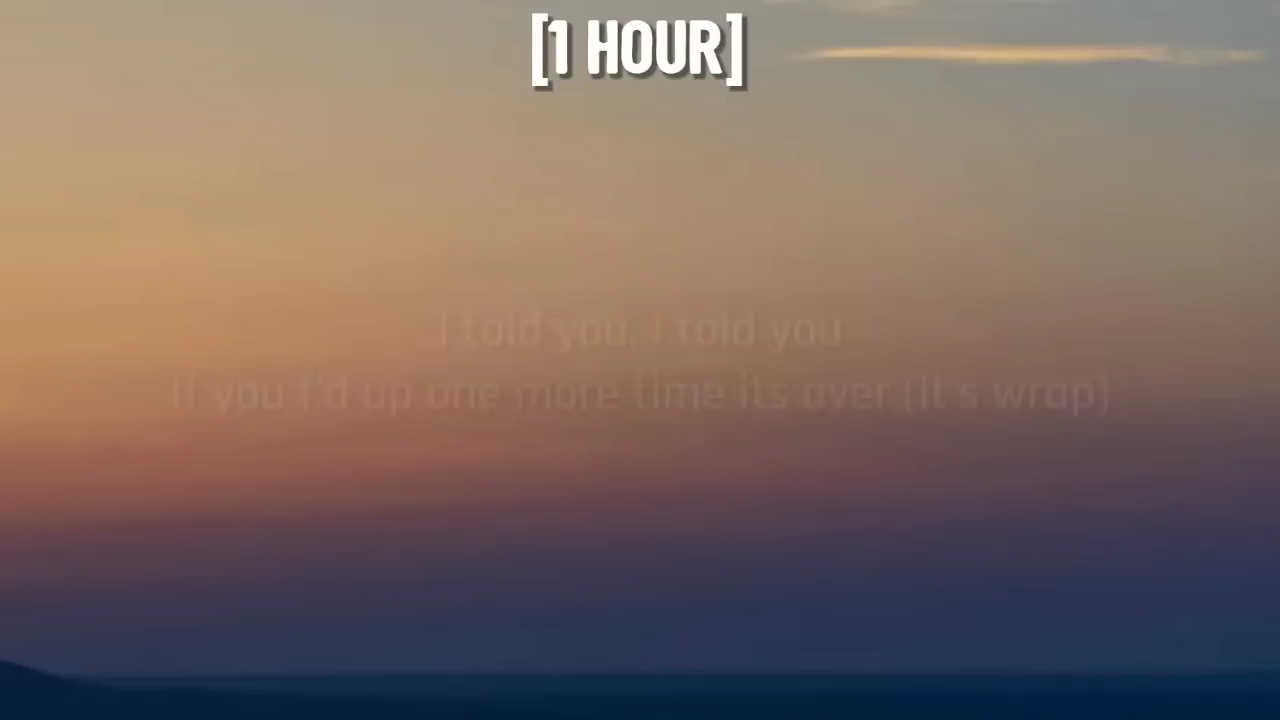 [1 HOUR]
I told you, I told you
If you f'd up one more time its over (It s wrap)